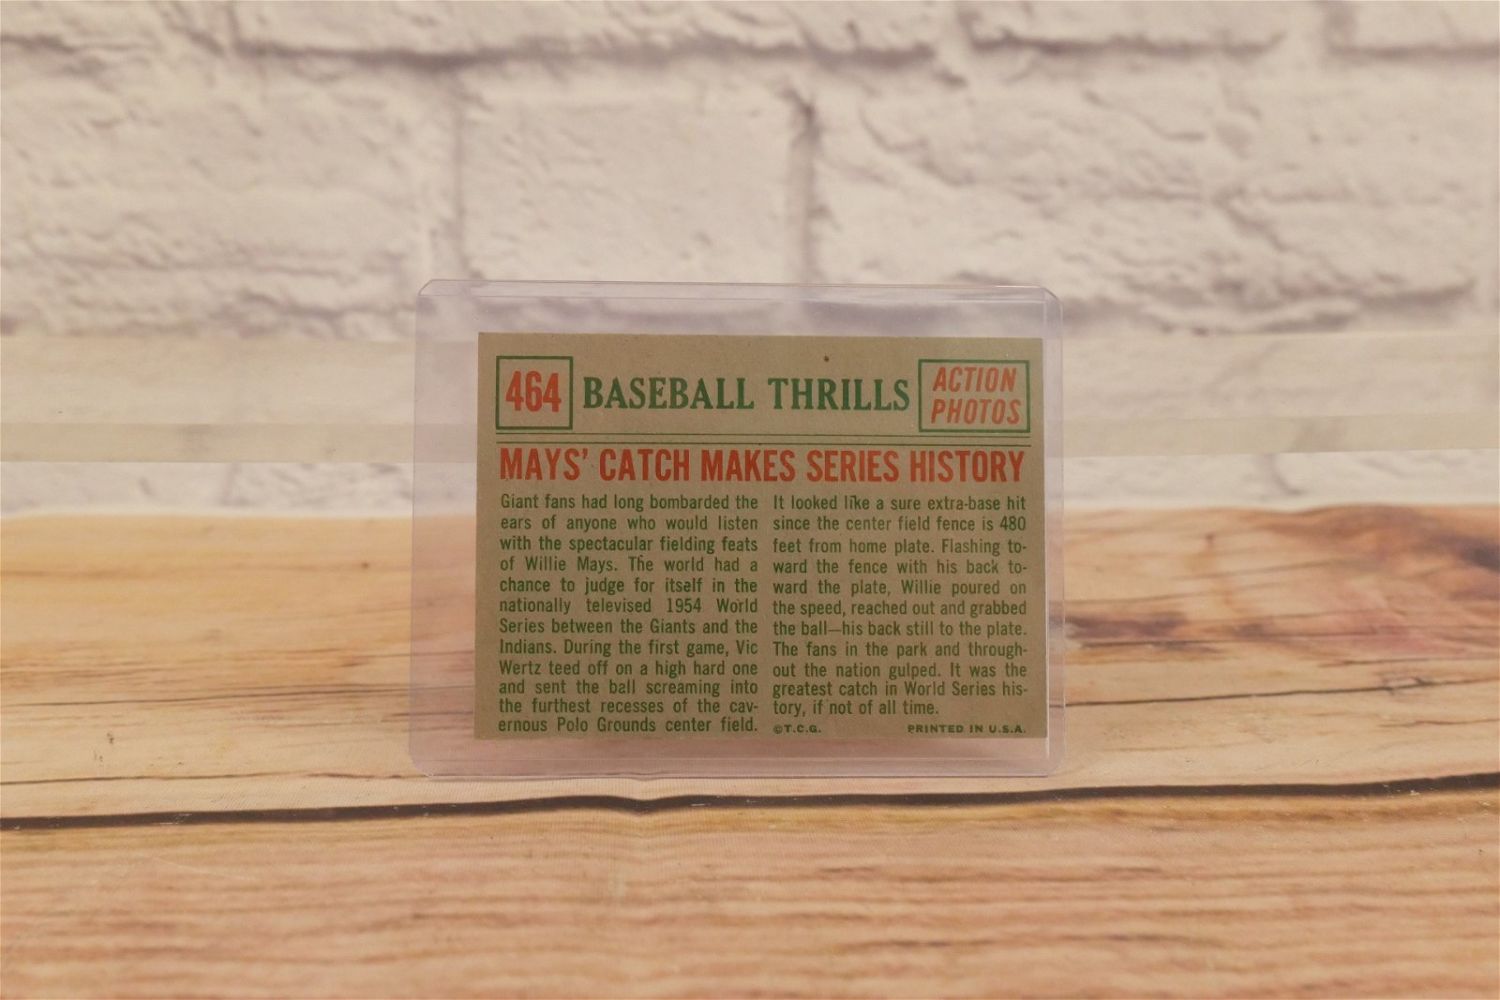 464 BASEBALL THRILLS ACTION PHOTOS
MAYS' CATCH MAKES SERIES HISTORY
Giant fans had long bombarded the
ears of anyone who would listen
with the spectacular fielding feats
of Willie Mays. The world had a
chance to judge for itself in the
nationally televised 1954 World
Series between the Giants and the
Indians. During the first game, Vic
Wertz teed off on a high hard one
and sent the ball screaming into
the furthest recesses of the cav-
ernous Polo Grounds center field.
It looked like a sure extra-base hit
since the center field fence is 480
feet from home plate. Flashing to-
ward the fence with his back to-
ward the plate, Willie poured on
the speed, reached out and grabbed
the ball—his back still to the plate.
The fans in the park and through-
out the nation gulped. It was the
greatest catch in World Series his-
tory, if not of all time.
©T.C.G. PRINTED IN U.S.A.